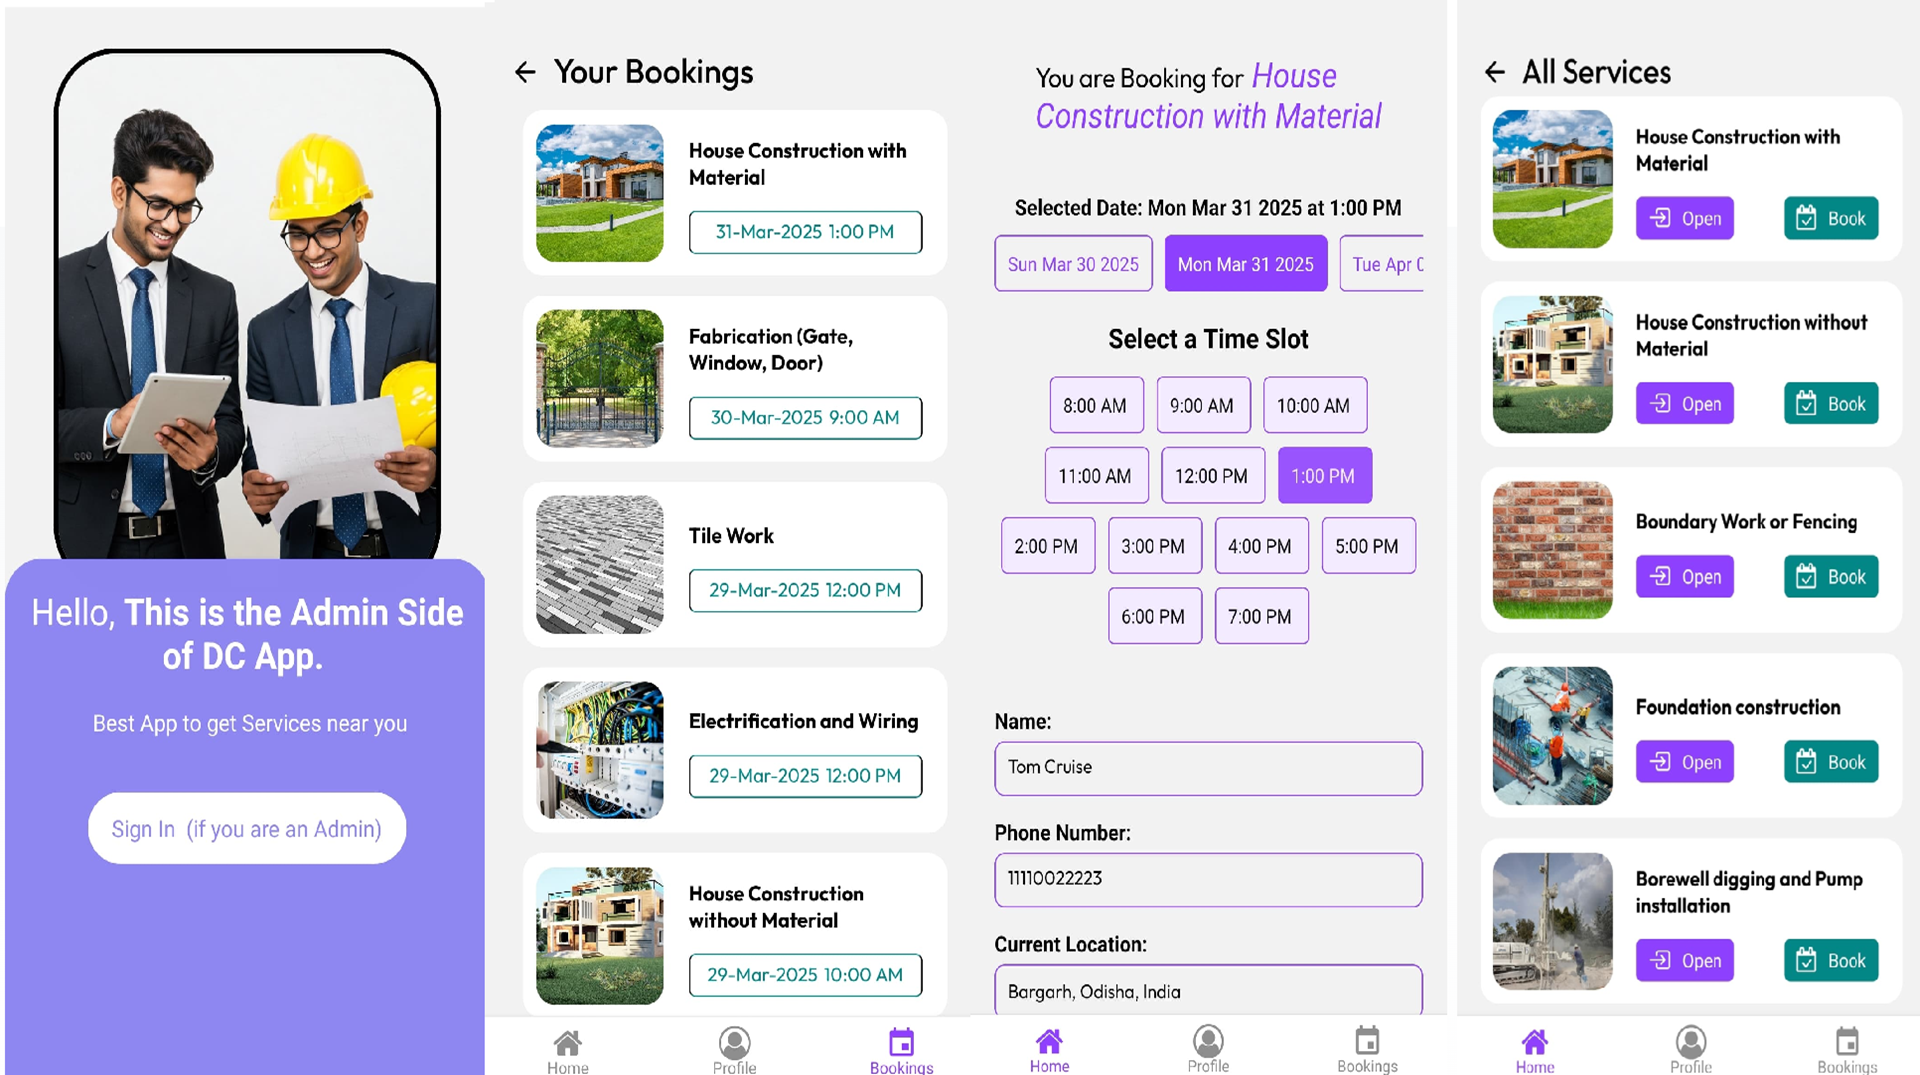 Hello, This is the Admin Side
of DC App.
Best App to get Services near you
Sign In (if you are an Admin)
Your Bookings
House Construction with
Material
31-Mar-2025 1:00 PM
Fabrication (Gate,
Window, Door)
30-Mar-2025 9:00 AM
Tile Work
29-Mar-2025 12:00 PM
Electrification and Wiring
29-Mar-2025 12:00 PM
House Construction
without Material
29-Mar-2025 10:00 AM
Home Profile Bookings
You are Booking for House
Construction with Material
Selected Date: Mon Mar 31 2025 at 1:00 PM
Sun Mar 30 2025 Mon Mar 31 2025 Tue Apr
Select a Time Slot
8:00 AM 9:00 AM 10:00 AM
11:00 AM 12:00 PM 1:00 PM
2:00 PM 3:00 PM 4:00 PM 5:00 PM
6:00 PM 7:00 PM
Name:
Tom Cruise
Phone Number:
11110022223
Current Location:
Bargarh, Odisha, India
Home Profile Bookings
All Services
House Construction with
Material
Open Book
House Construction without
Material
Open Book
Boundary Work or Fencing
Open Book
Foundation construction
Open Book
Borewell digging and Pump
installation
Open Book
Home Profile Bookings